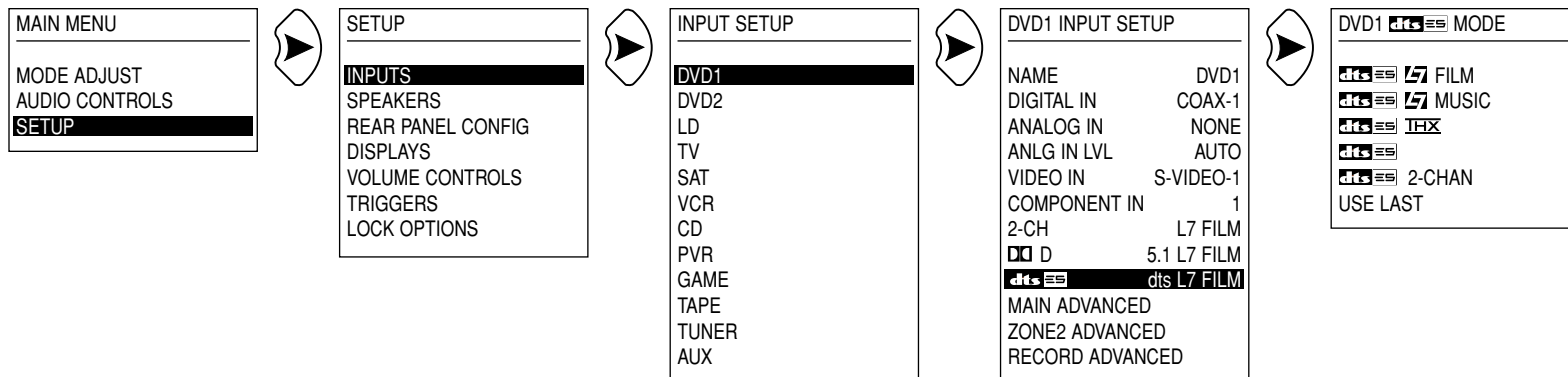 MAIN MENU
MODE ADJUST
AUDIO CONTROLS
SETUP
SETUP
INPUTS
SPEAKERS
REAR PANEL CONFIG
DISPLAYS
VOLUME CONTROLS
TRIGGERS
LOCK OPTIONS
INPUT SETUP
DVD1
DVD2
LD
TV
SAT
VCR
CD
PVR
GAME
TAPE
TUNER
AUX
DVD1 INPUT SETUP
NAME DVD1
DIGITAL IN COAX-1
ANALOG IN NONE
ANLG IN LVL AUTO
VIDEO IN S-VIDEO-1
COMPONENT IN 1
2-CH L7 FILM
D 5.1 L7 FILM
dts ES dts L7 FILM
MAIN ADVANCED
ZONE2 ADVANCED
RECORD ADVANCED
DVD1 dts ES MODE
dts ES L7 FILM
dts ES L7 MUSIC
dts ES THX
dts ES
dts ES 2-CHAN
USE LAST